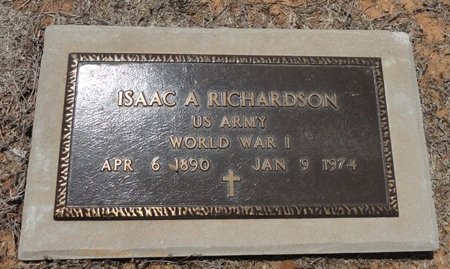 ISAAC A RICHARDSON
US ARMY
WORLD WAR I
APR 6 1890 JAN 9 1974